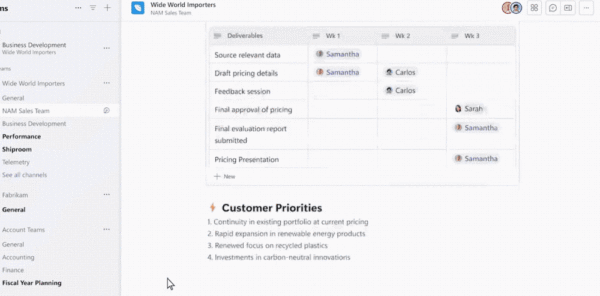 ns
Business Development
Wide World Importers
Wide World Importers
General
NAM Sales Team
Business Development
Performance
Shiproom
Telemetry
See all channels
Fabrikam
General
Account Teams
General
Accounting
Finance
Fiscal Year Planning
Wide World Importers
NAM Sales Team
Deliverables Wk 1 Wk 2 Wk 3
Source relevant data Samantha
Draft pricing details Samantha Carlos
Feedback session Carlos
Final approval of pricing Sarah
Final evaluation report
submitted Samantha
Pricing Presentation Samantha
+ New
Customer Priorities
1. Continuity in existing portfolio at current pricing
2. Rapid expansion in renewable energy products
3. Renewed focus on recycled plastics
4. Investments in carbon-neutral innovations